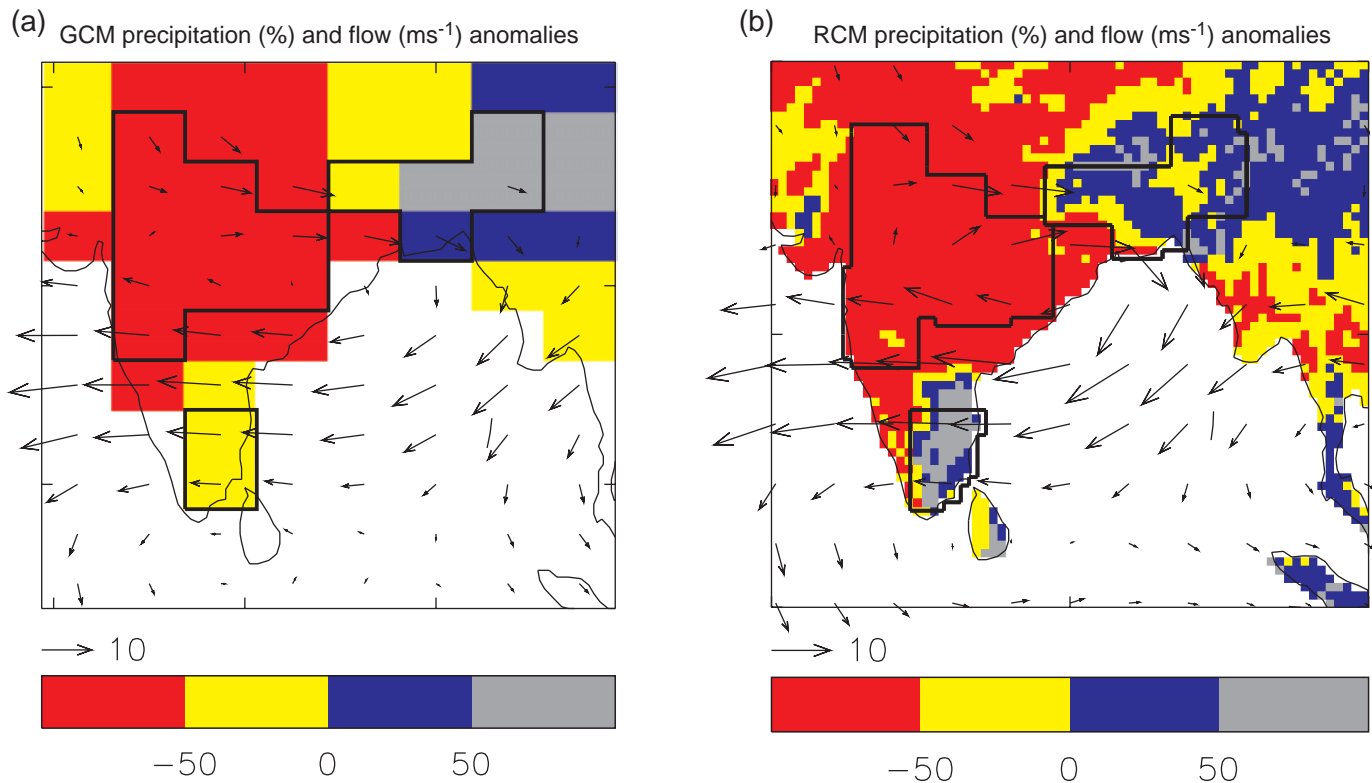 (a)
GCM precipitation (%) and flow (ms⁻¹) anomalies
10
−50 0 50
(b)
RCM precipitation (%) and flow (ms⁻¹) anomalies
10
−50 0 50